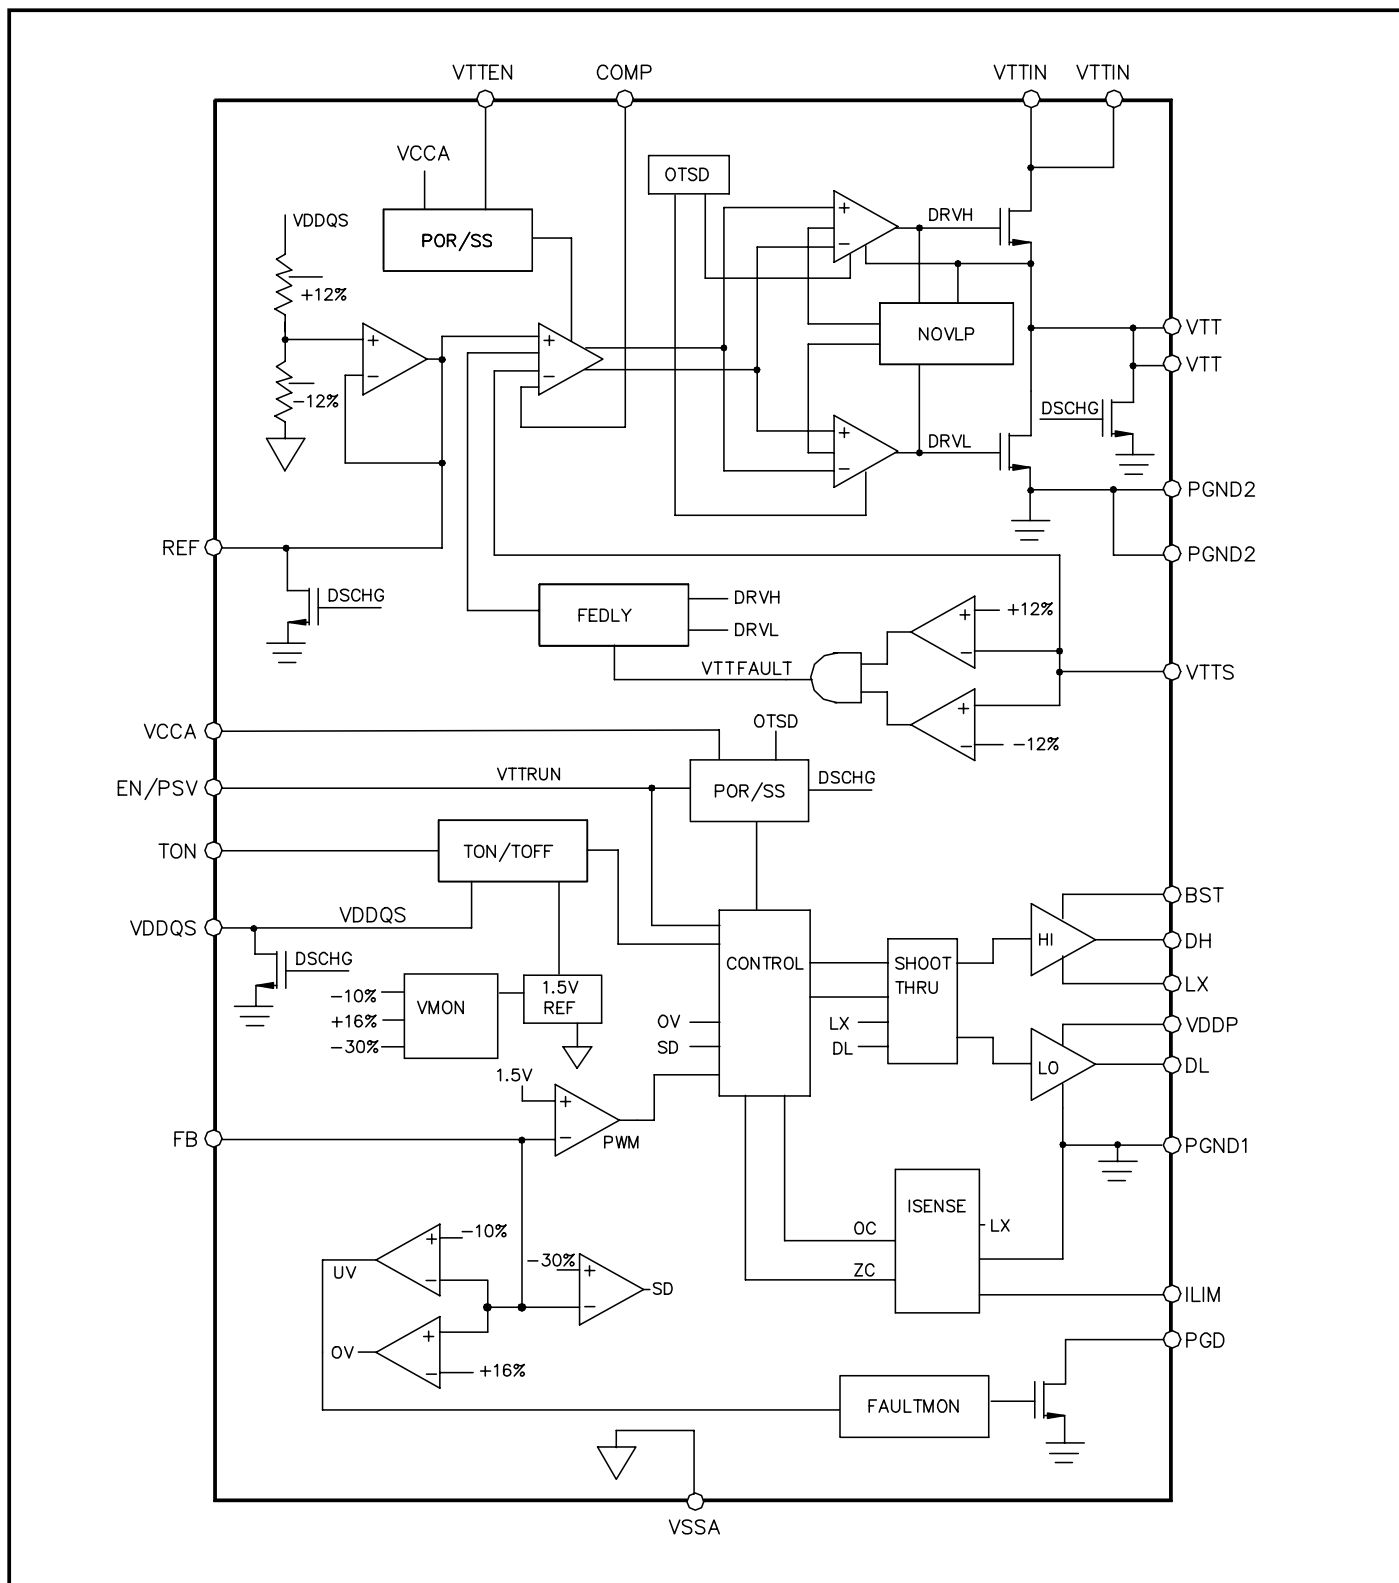 VTTEN
COMP
VTTIN
VTTIN
VCCA
OTSD
VDDQS
POR/SS
+
−
DRVH
+12%
NOVLP
VTT
+
−
+
−
VTT
−12%
DSCHG
+
−
DRVL
PGND2
REF
PGND2
DSCHG
FEDLY
DRVH
DRVL
+
−
+12%
VTTFAULT
VTTS
+
−
−12%
VCCA
OTSD
EN/PSV
VTTRUN
POR/SS
DSCHG
TON
TON/TOFF
VDDQS
VDDQS
BST
HI
DH
DSCHG
CONTROL
SHOOT
THRU
LX
−10%
+16%
−30%
VMON
1.5V
REF
OV
SD
LX
DL
VDDP
LO
DL
1.5V
+
−
PWM
FB
PGND1
ISENSE
OC
LX
ZC
−10%
+
−
UV
−30%
+
−
SD
ILIM
+
−
OV
+16%
PGD
FAULTMON
VSSA